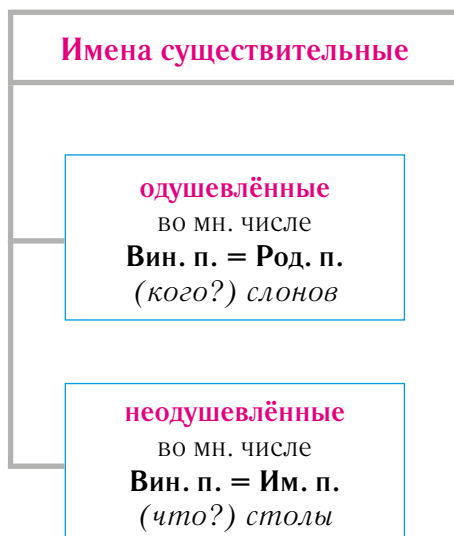 Имена существительные
одушевлённые
во мн. числе
Вин. п. = Род. п.
(кого?) слонов
неодушевлённые
во мн. числе
Вин. п. = Им. п.
(что?) столы